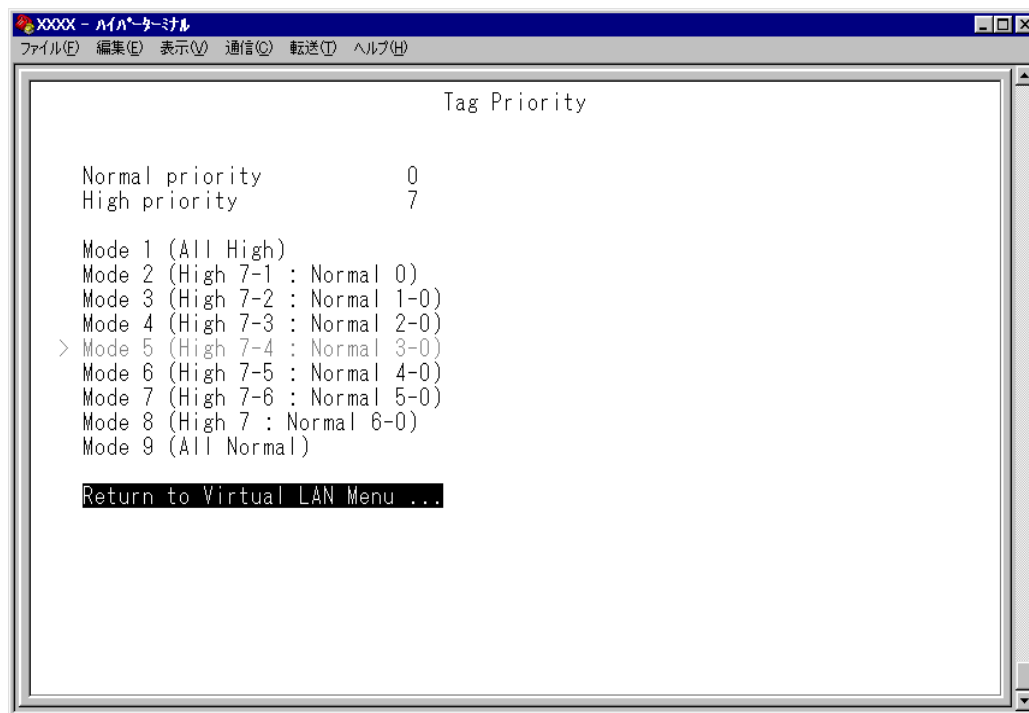 XXXX - ﾊｲﾊﾟｰﾀｰﾐﾅﾙ
ファイル(F) 編集(E) 表示(V) 通信(C) 転送(T) ヘルプ(H)
Tag Priority
Normal priority 0
High priority 7
Mode 1 (All High)
Mode 2 (High 7-1 : Normal 0)
Mode 3 (High 7-2 : Normal 1-0)
Mode 4 (High 7-3 : Normal 2-0)
> Mode 5 (High 7-4 : Normal 3-0)
Mode 6 (High 7-5 : Normal 4-0)
Mode 7 (High 7-6 : Normal 5-0)
Mode 8 (High 7 : Normal 6-0)
Mode 9 (All Normal)
Return to Virtual LAN Menu ...